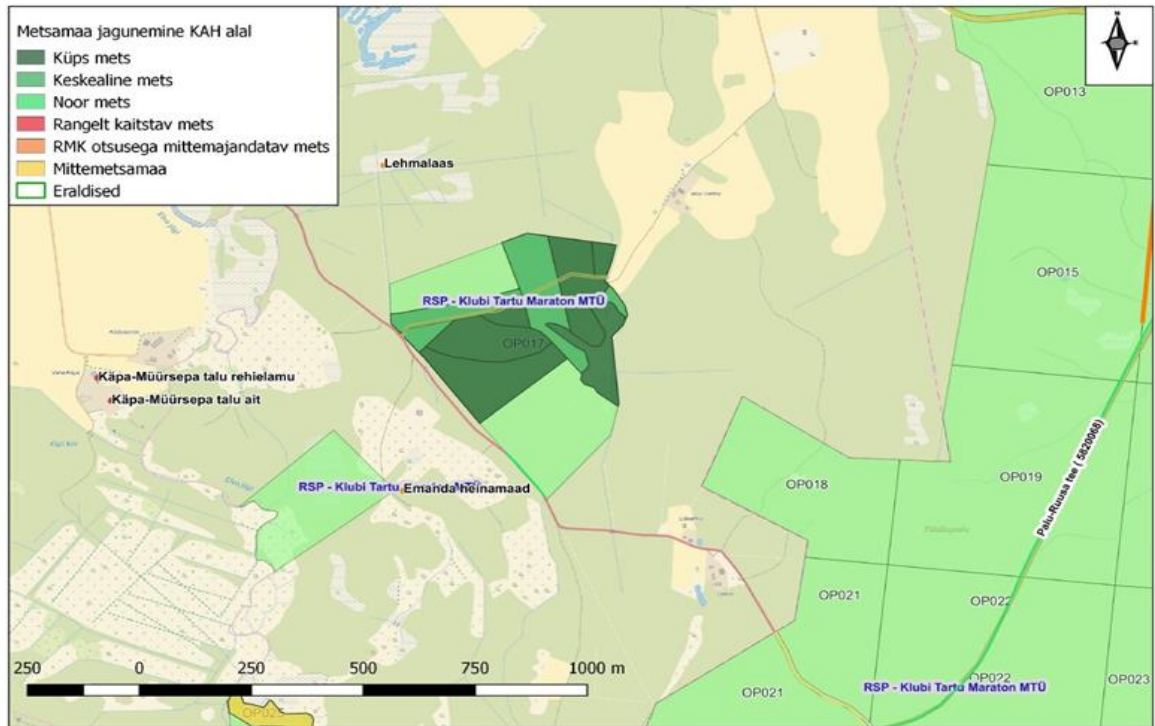 Metsamaa jagunemine KAH alal
Küps mets
Keskealine mets
Noor mets
Rangelt kaitstav mets
RMK otsusega mittemajandatav mets
Mittemetsamaa
Eraldised
N
OP013
Lehmalaas
OP015
RSP - Klubi Tartu Maraton MTÜ
OP017
Käpa-Müürsepa talu rehielamu
Käpa-Müürsepa talu ait
Palu-Ruusa tee ( 5820068)
OP019
OP018
RSP - Klubi Tartu
Emanda heinamaad
OP021
OP022
250 0 250 500 750 1000 m
OP021
OP022
OP023
RSP - Klubi Tartu Maraton MTÜ